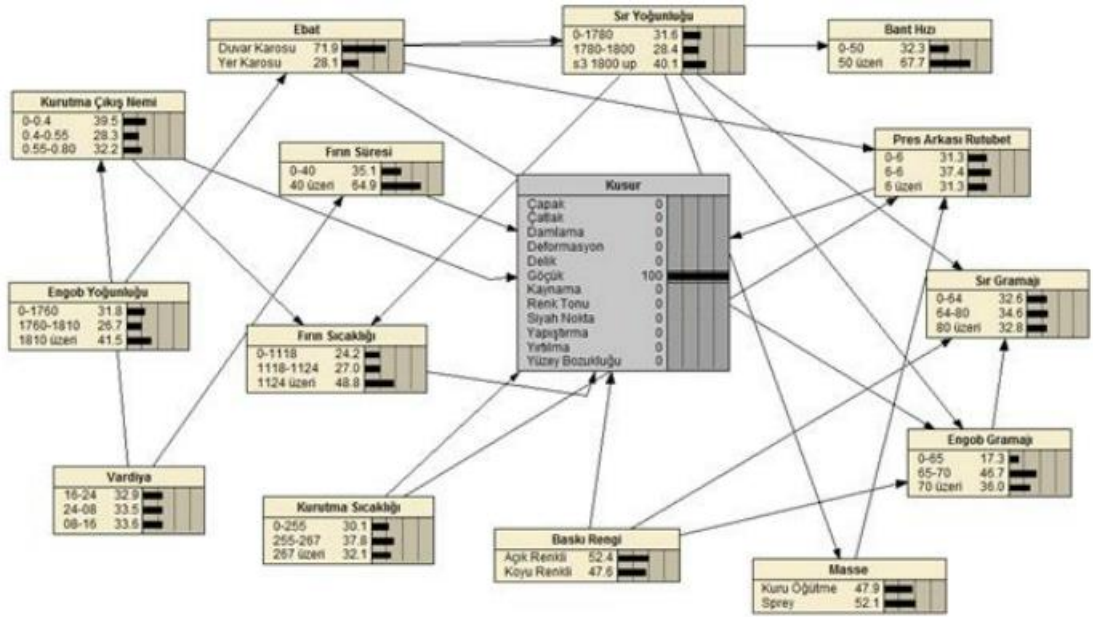 Ebat
Duvar Karosu 71.9
Yer Karosu 28.1
Sır Yoğunluğu
0-1780 31.6
1780-1800 28.4
s3 1800 up 40.1
Bant Hızı
0-50 32.3
50 üzeri 67.7
Kurutma Çıkış Nemi
0-0.4 39.5
0.4-0.55 28.3
0.55-0.80 32.2
Fırın Süresi
0-40 35.1
40 üzeri 64.9
Pres Arkası Rutubet
0-6 31.3
6-6 37.4
6 üzeri 31.3
Kusur
Çapak 0
Çatlak 0
Damlama 0
Deformasyon 0
Delik 0
Göçük 100
Kaynama 0
Renk Tonu 0
Siyah Nokta 0
Yapıştırma 0
Yırtılma 0
Yüzey Bozukluğu 0
Engob Yoğunluğu
0-1760 31.8
1760-1810 26.7
1810 üzeri 41.5
Sır Gramajı
0-64 32.6
64-80 34.6
80 üzeri 32.8
Fırın Sıcaklığı
0-1118 24.2
1118-1124 27.0
1124 üzeri 48.8
Engob Gramajı
0-65 17.3
65-70 46.7
70 üzeri 36.0
Vardiya
16-24 32.9
24-08 33.5
08-16 33.6
Kurutma Sıcaklığı
0-255 30.1
255-267 37.8
267 üzeri 32.1
Baskı Rengi
Açık Renkli 52.4
Koyu Renkli 47.6
Masse
Kuru Öğütme 47.9
Sprey 52.1